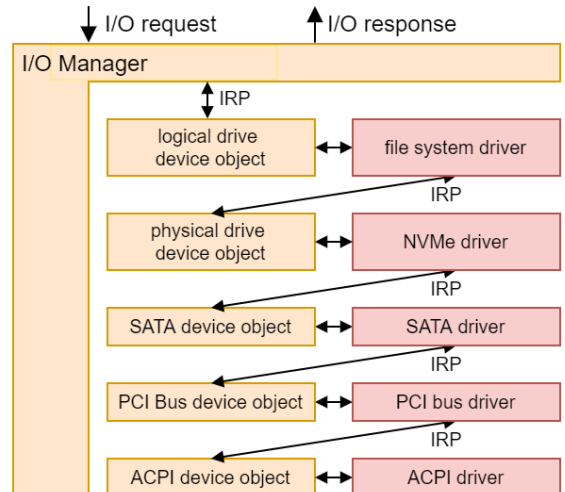 I/O request
I/O response
I/O Manager
IRP
logical drive
device object
file system driver
IRP
physical drive
device object
NVMe driver
IRP
SATA device object
SATA driver
IRP
PCI Bus device object
PCI bus driver
IRP
ACPI device object
ACPI driver